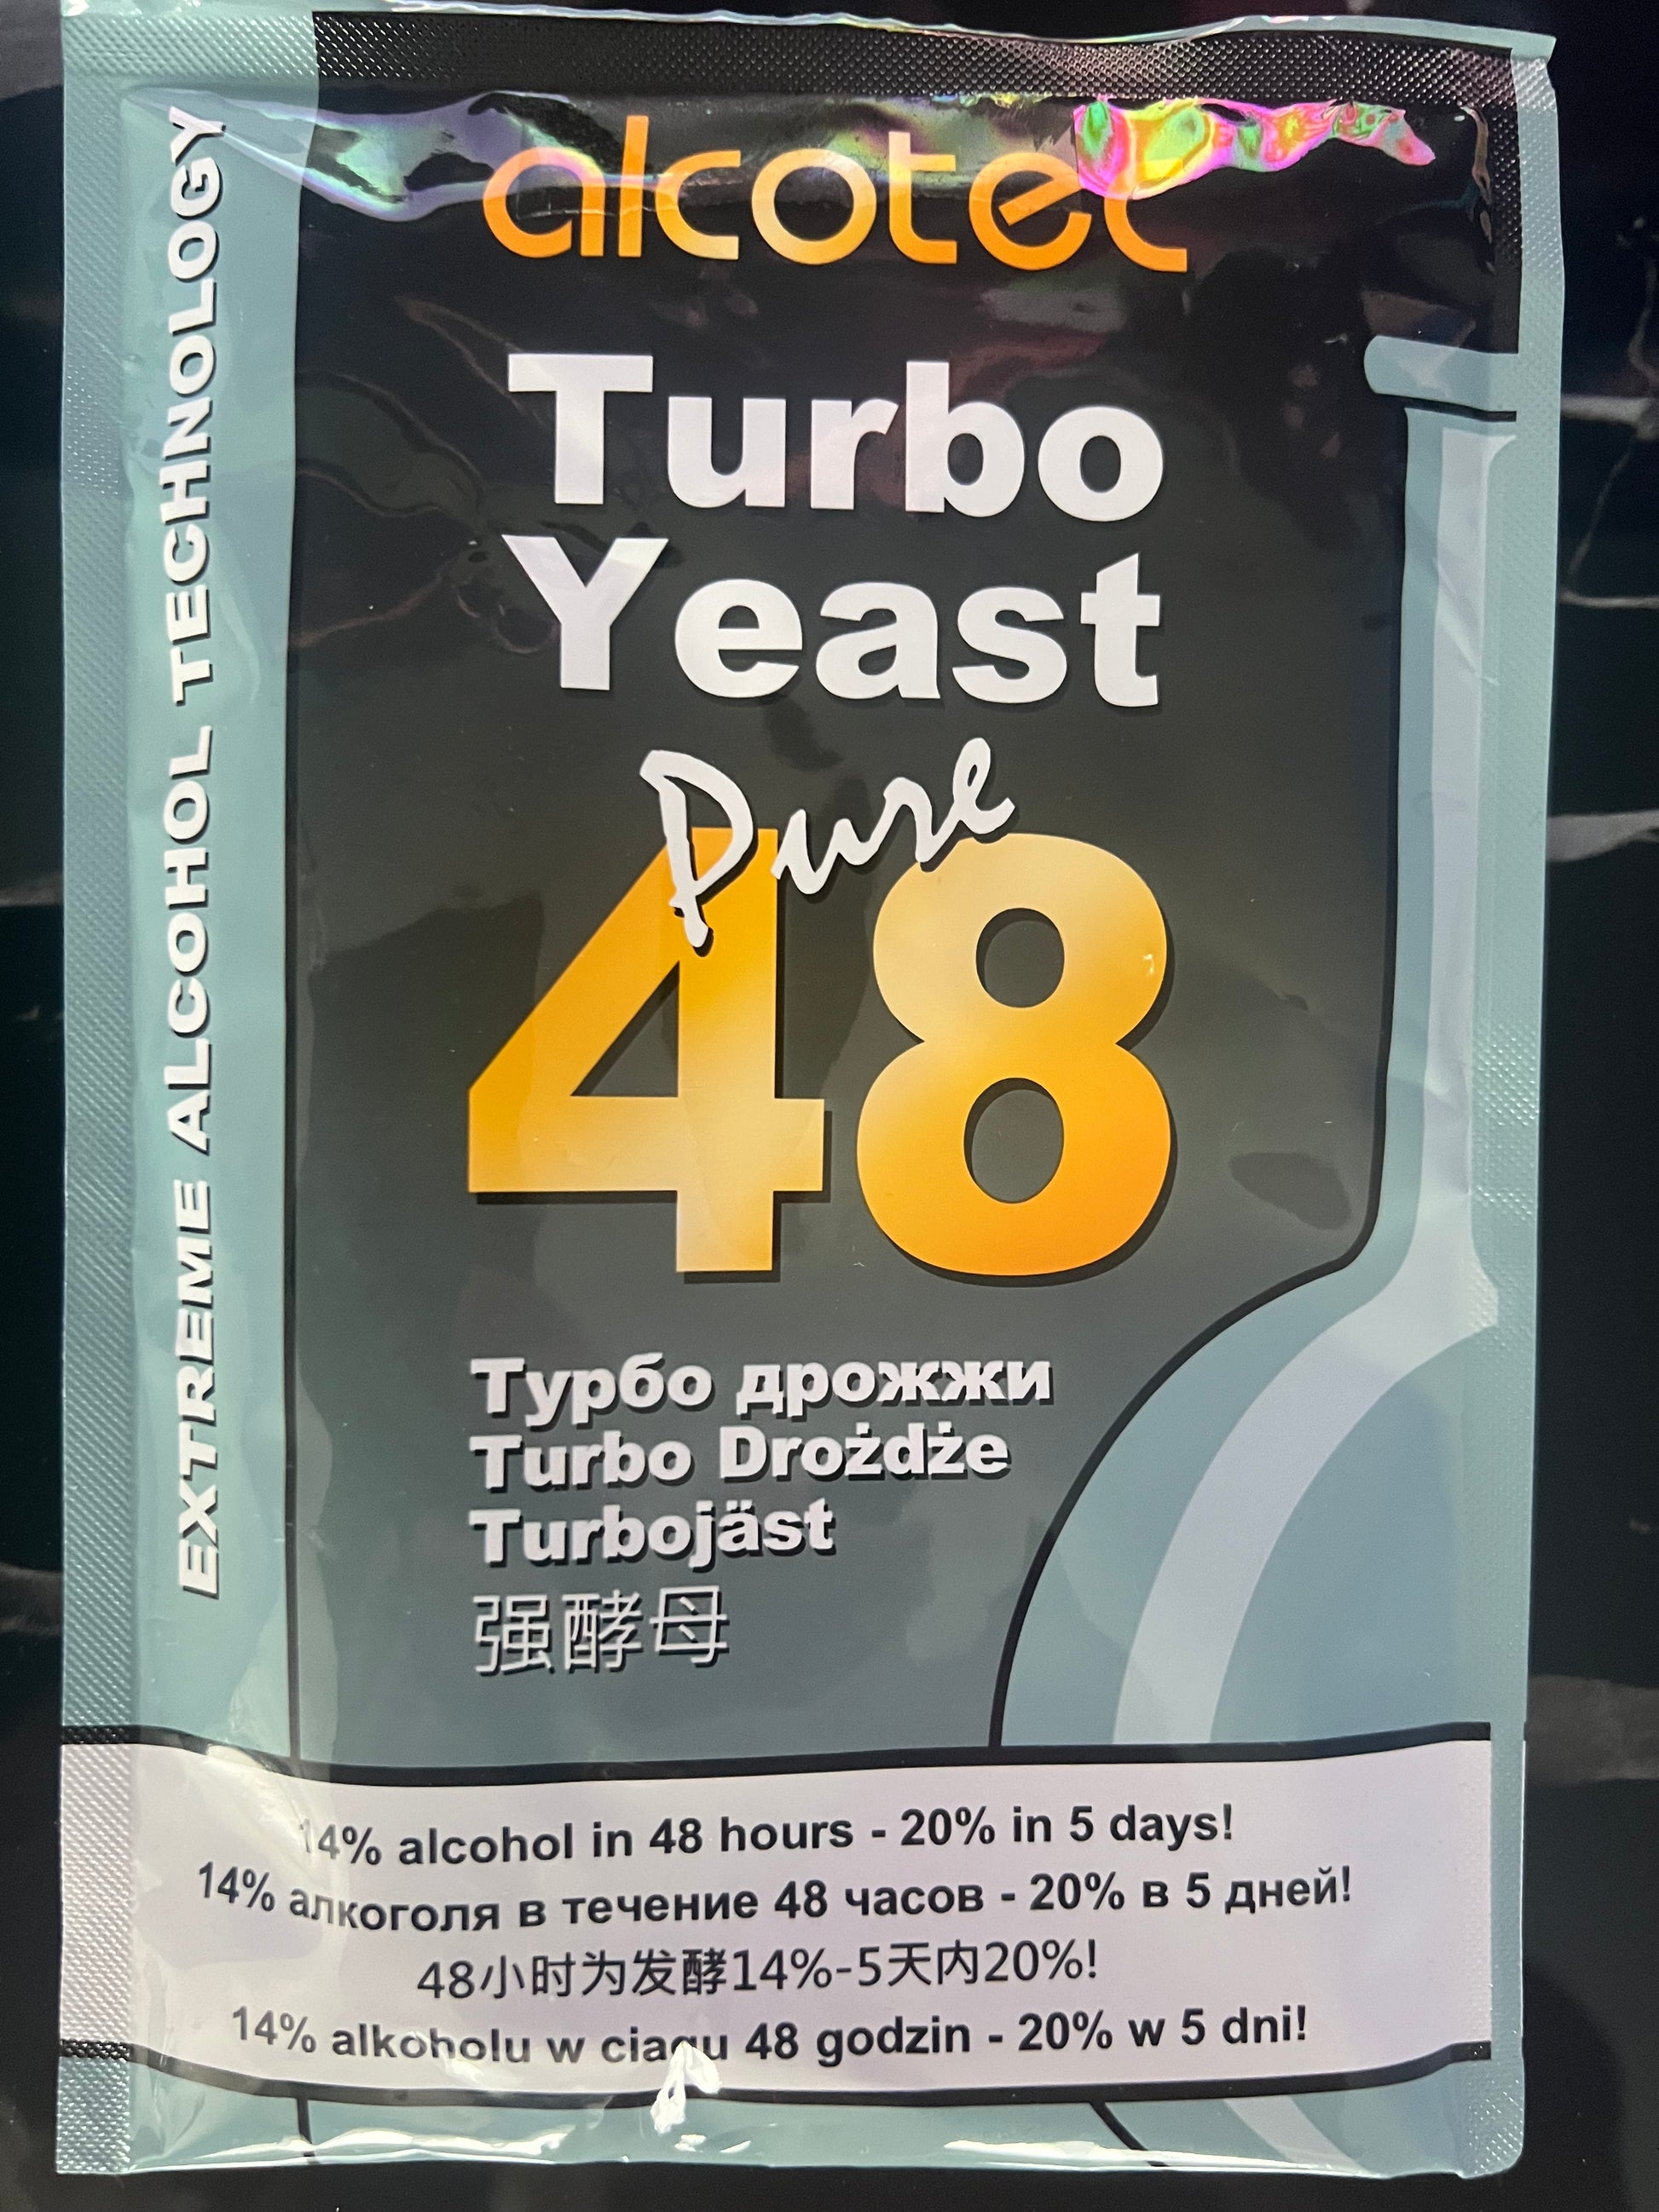 EXTREME ALCOHOL TECHNOLOGY
alcotec
Turbo
Yeast
Pure
48
Турбо дрожжи
Turbo Drożdże
Turbojäst
强酵母
14% alcohol in 48 hours - 20% in 5 days!
14% алкоголя в течение 48 часов - 20% в 5 дней!
48小时为发酵14%-5天内20%!
14% alkoholu w ciagu 48 godzin - 20% w 5 dni!